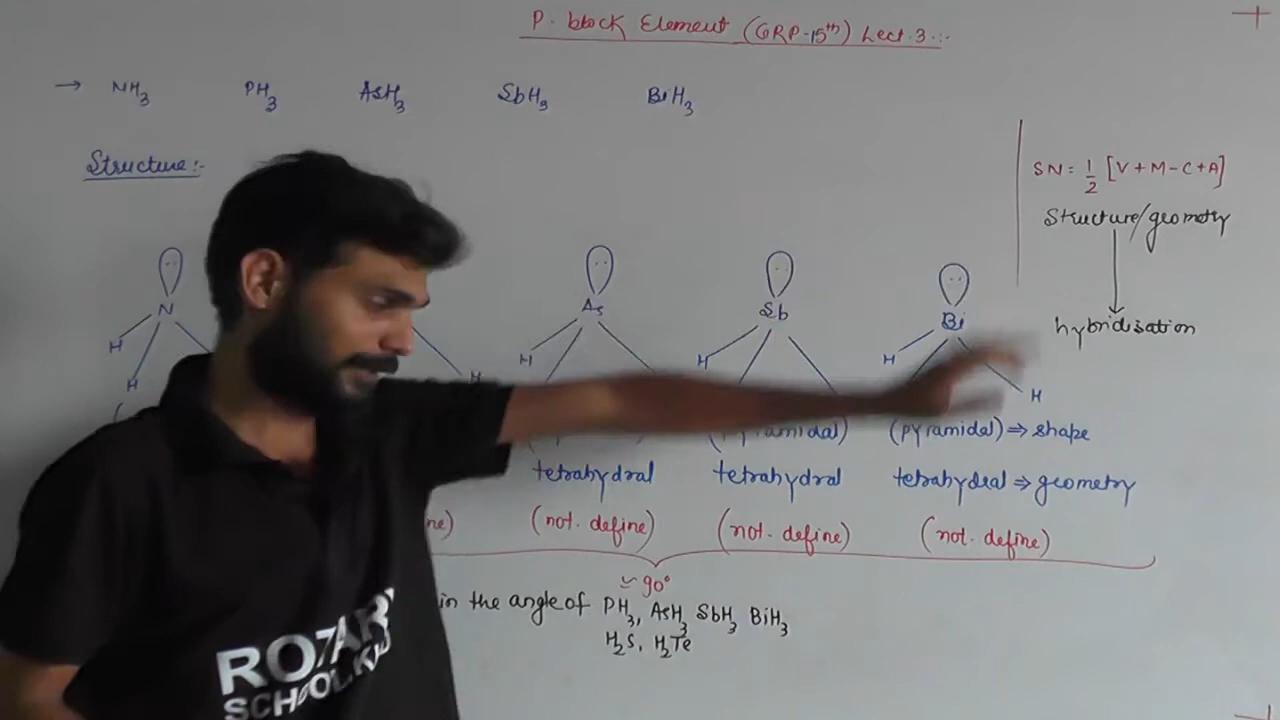 P. block Element (GRP-15th) Lect. 3:-
→ NH3 PH3 AsH3 SbH3 BiH3
Structure:-
SN = 1/2 [V + M - C + A]
Structure/geometry
hybridisation
N As Sb Bi
H H H H H
H H
(pyramidal) (pyramidal) ⇒ shape
tetrahydral tetrahydral tetrahydral ⇒ geometry
(not. define) (not. define) (not. define)
≃ 90°
in the angle of PH3, AsH3 SbH3 BiH3
H2S, H2Te
ROTARY
SCHOOL